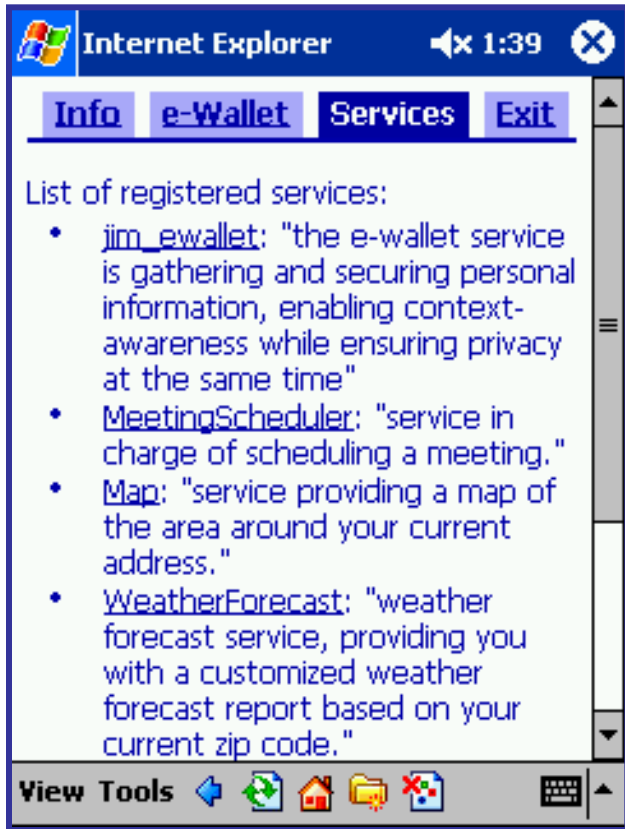 Internet Explorer 1:39
Info e-Wallet Services Exit
List of registered services:
• jim_ewallet: "the e-wallet service
is gathering and securing personal
information, enabling context-
awareness while ensuring privacy
at the same time"
• MeetingScheduler: "service in
charge of scheduling a meeting."
• Map: "service providing a map of
the area around your current
address."
• WeatherForecast: "weather
forecast service, providing you
with a customized weather
forecast report based on your
current zip code."
View Tools